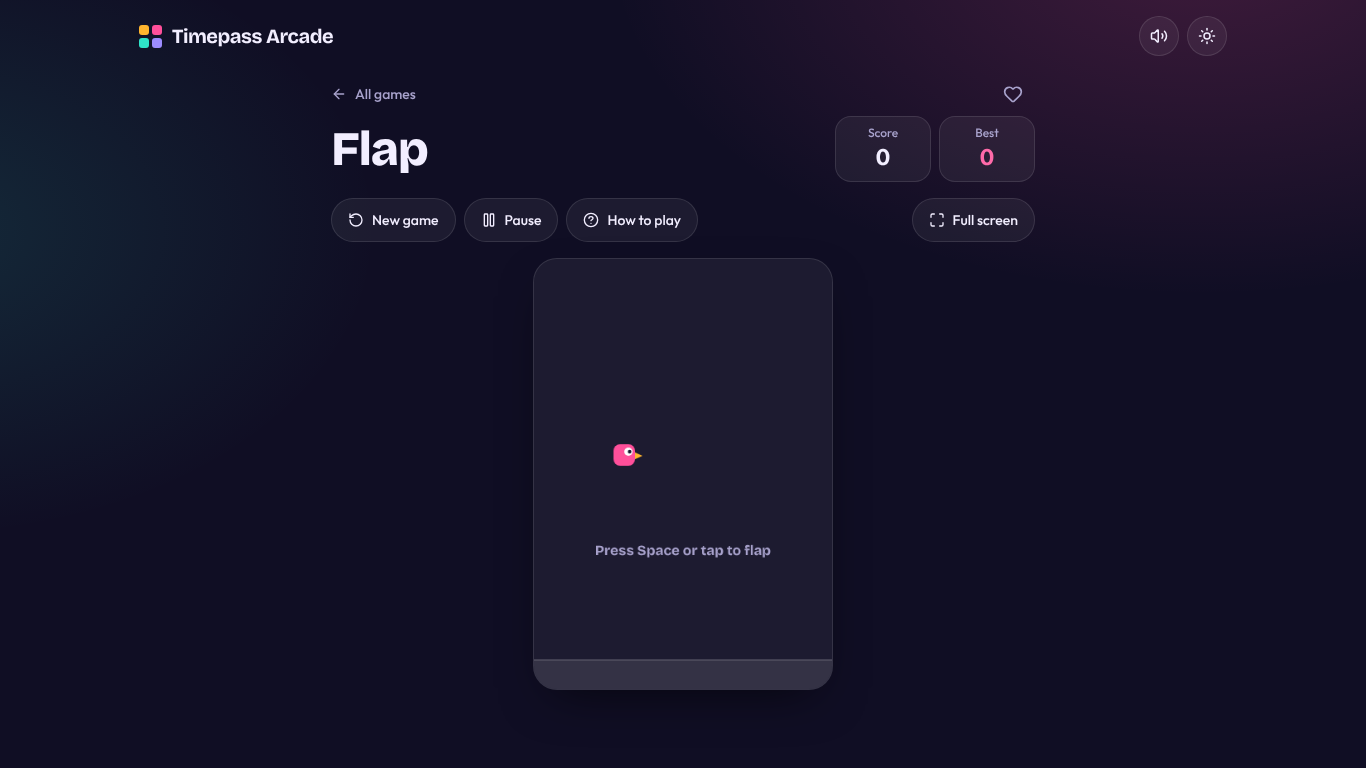 Timepass Arcade
All games
Flap
Score
0
Best
0
New game
Pause
How to play
Full screen
Press Space or tap to flap